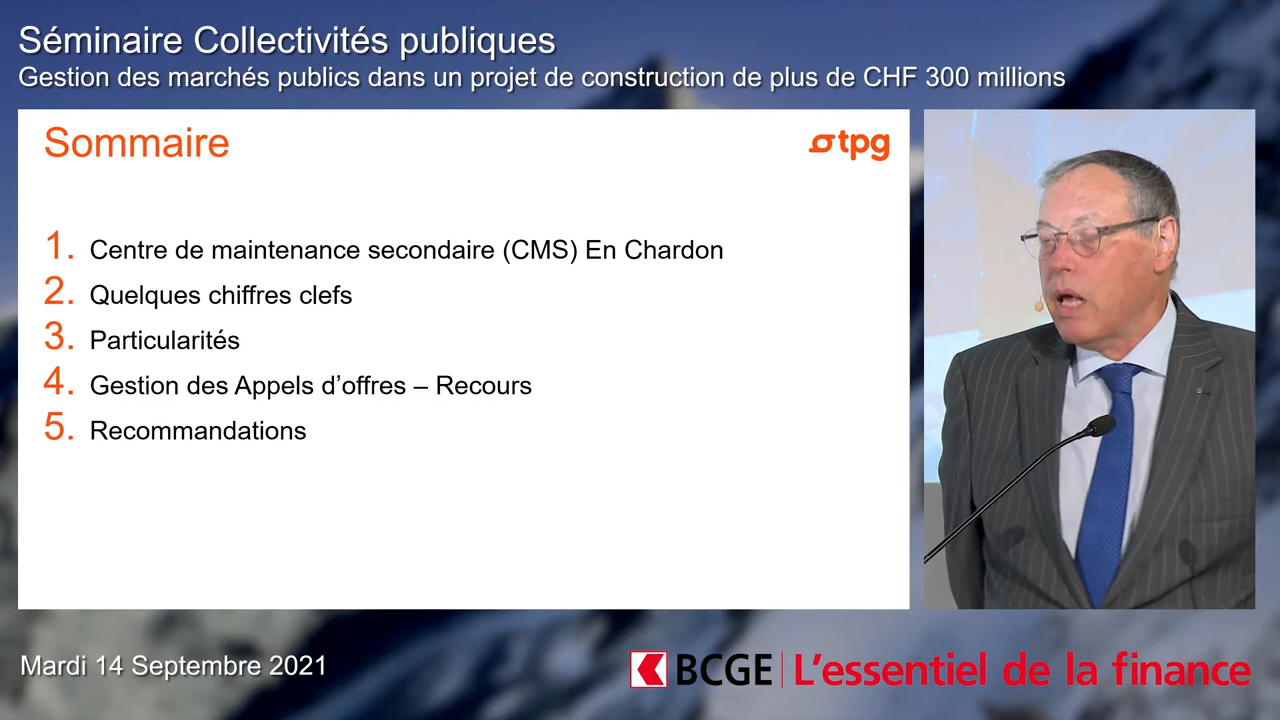 Séminaire Collectivités publiques
Gestion des marchés publics dans un projet de construction de plus de CHF 300 millions
Sommaire
tpg
1. Centre de maintenance secondaire (CMS) En Chardon
2. Quelques chiffres clefs
3. Particularités
4. Gestion des Appels d’offres – Recours
5. Recommandations
Mardi 14 Septembre 2021
BCGE L’essentiel de la finance